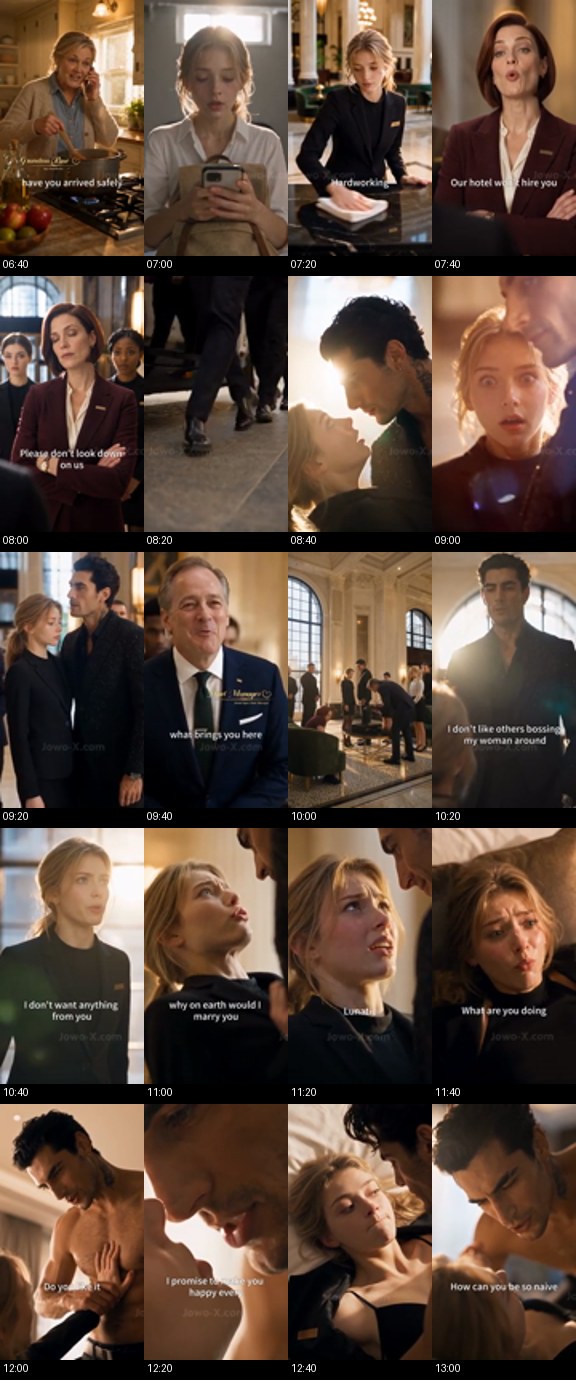 have you arrived safely
Hardworking
Our hotel won't hire you
06:40
07:00
07:20
07:40
Please don't look down
on us
08:00
08:20
08:40
09:00
what brings you here
I don't like others bossing
my woman around
09:20
09:40
10:00
10:20
I don't want anything
from you
why on earth would I
marry you
What are you doing
Jowo-X.com
10:40
11:00
11:20
11:40
Do you like it
I promise to make you
happy every
How can you be so naive
12:00
12:20
12:40
13:00